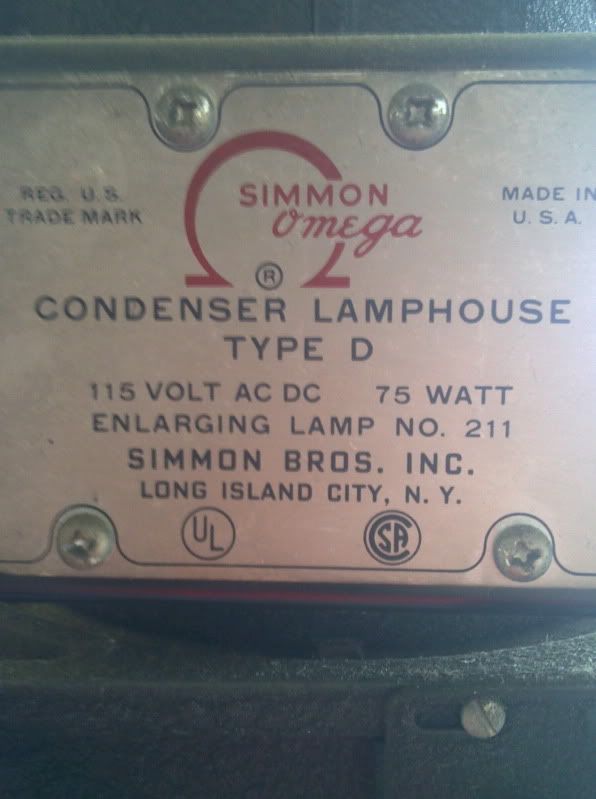 REG. U.S.
TRADE MARK
SIMMON
Omega
MADE IN
U. S. A.
®
CONDENSER LAMPHOUSE
TYPE D
115 VOLT AC DC 75 WATT
ENLARGING LAMP NO. 211
SIMMON BROS. INC.
LONG ISLAND CITY, N. Y.
UL
CSA